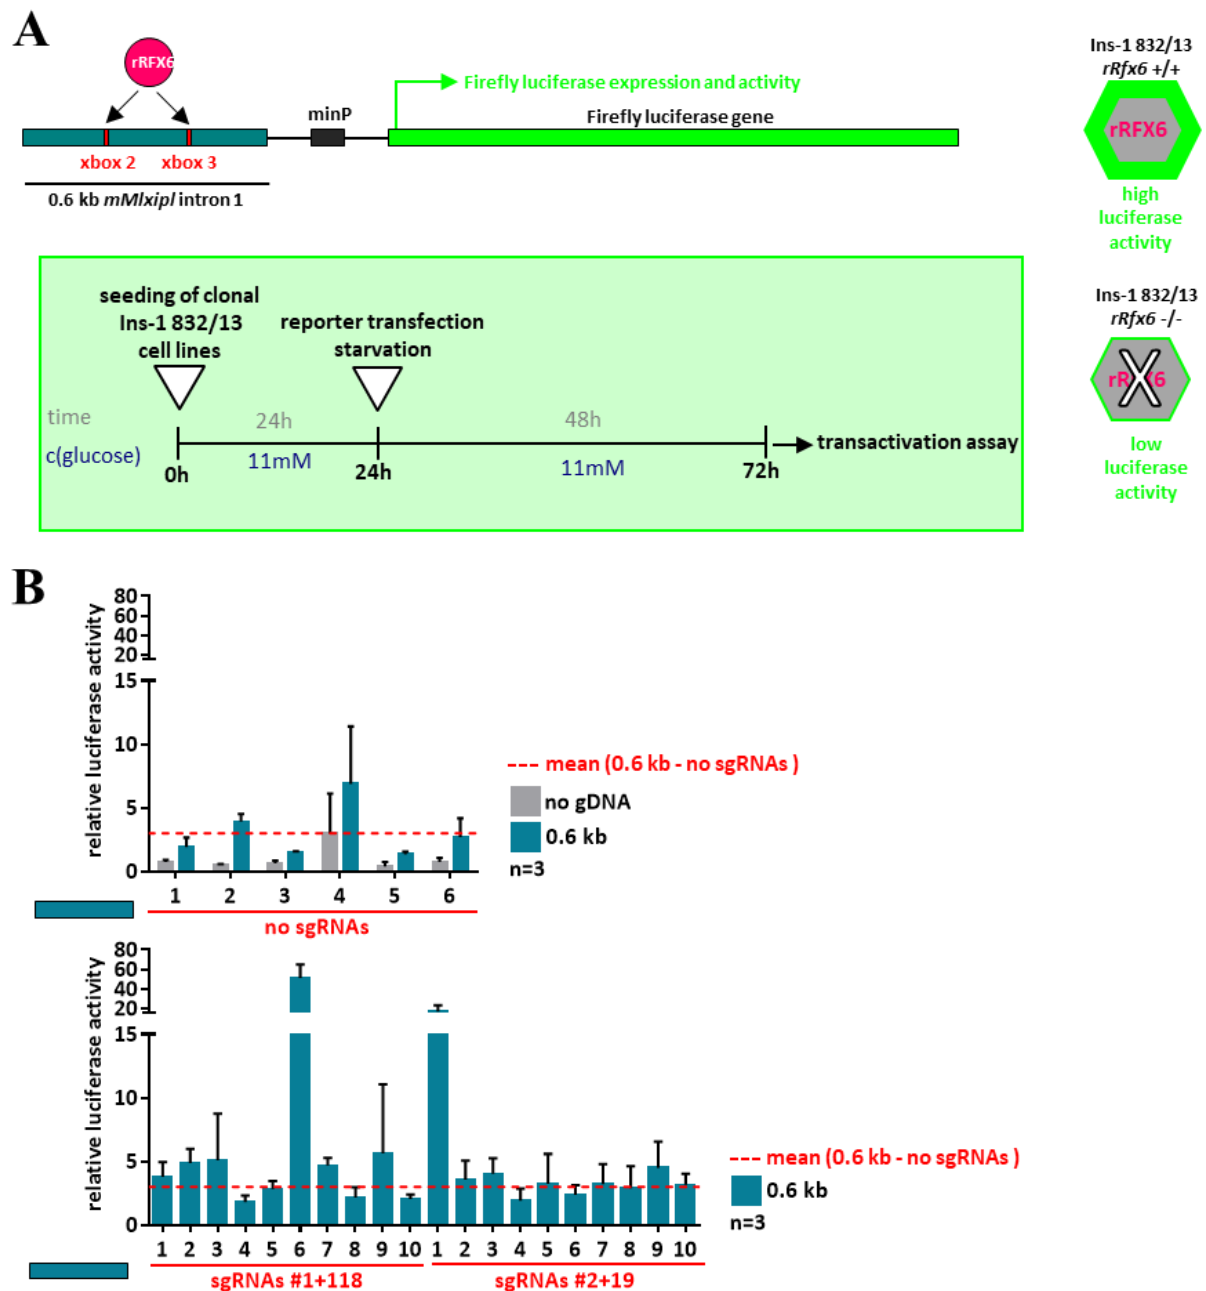 A
rRFX6
Firefly luciferase expression and activity
minP
Firefly luciferase gene
xbox 2
xbox 3
0.6 kb mMlxipl intron 1
Ins-1 832/13
rRfx6 +/+
rRFX6
high
luciferase
activity
Ins-1 832/13
rRfx6 -/-
rRFX6
low
luciferase
activity
seeding of clonal
Ins-1 832/13
cell lines
reporter transfection
starvation
time
24h
48h
c(glucose)
11mM
11mM
0h
24h
72h
transactivation assay
B
relative luciferase activity
80
60
40
20
15
10
5
0
1 2 3 4 5 6
no sgRNAs
--- mean (0.6 kb - no sgRNAs )
no gDNA
0.6 kb
n=3
relative luciferase activity
80
60
40
20
15
10
5
0
1 2 3 4 5 6 7 8 9 10 1 2 3 4 5 6 7 8 9 10
sgRNAs #1+118
sgRNAs #2+19
--- mean (0.6 kb - no sgRNAs )
0.6 kb
n=3